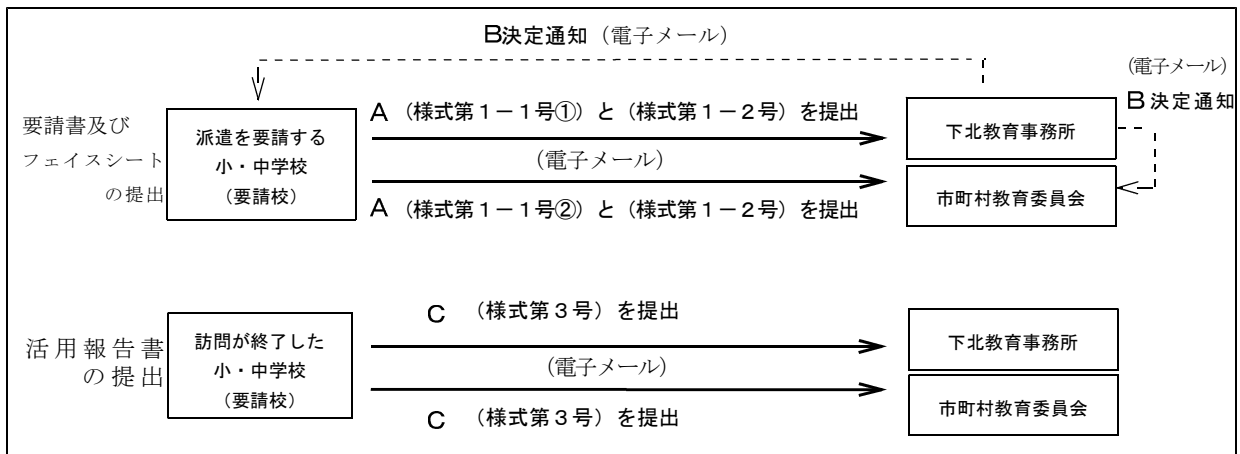 B決定通知（電子メール）
（電子メール）
B決定通知
要請書及び
フェイスシート
の提出
派遣を要請する
小・中学校
（要請校）
A （様式第１－１号①）と（様式第１－２号）を提出
（電子メール）
A （様式第１－１号②）と（様式第１－２号）を提出
下北教育事務所
市町村教育委員会
活用報告書
の提出
訪問が終了した
小・中学校
（要請校）
C （様式第３号）を提出
（電子メール）
C （様式第３号）を提出
下北教育事務所
市町村教育委員会